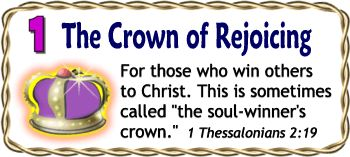 1 The Crown of Rejoicing
For those who win others
to Christ. This is sometimes
called "the soul-winner's
crown." 1 Thessalonians 2:19